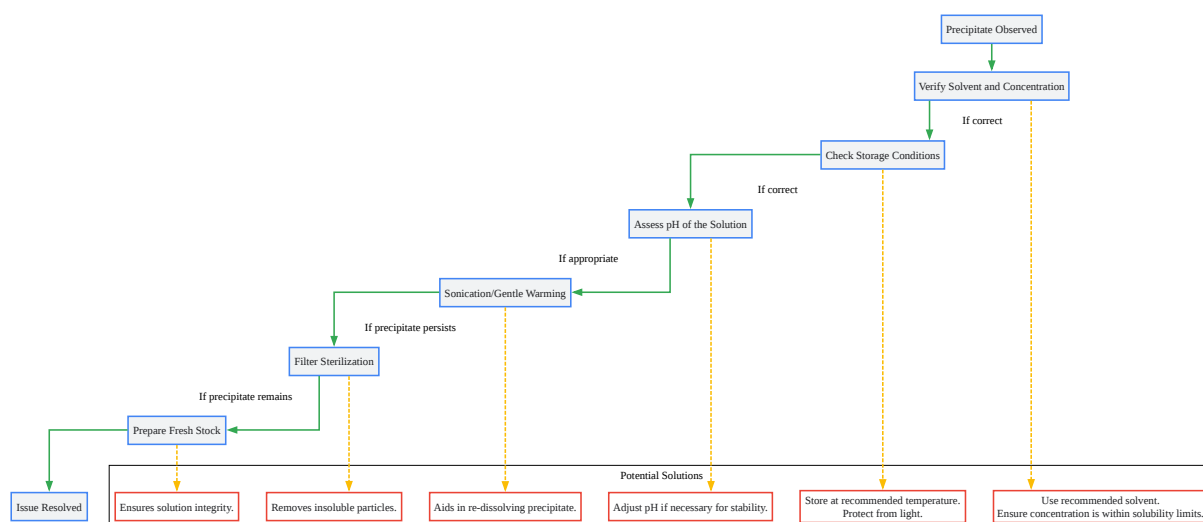 Precipitate Observed
Verify Solvent and Concentration
If correct
Check Storage Conditions
If correct
Assess pH of the Solution
If appropriate
Sonication/Gentle Warming
If precipitate persists
Filter Sterilization
If precipitate remains
Prepare Fresh Stock
Potential Solutions
Issue Resolved
Ensures solution integrity.
Removes insoluble particles.
Aids in re-dissolving precipitate.
Adjust pH if necessary for stability.
Store at recommended temperature.
Protect from light.
Use recommended solvent.
Ensure concentration is within solubility limits.